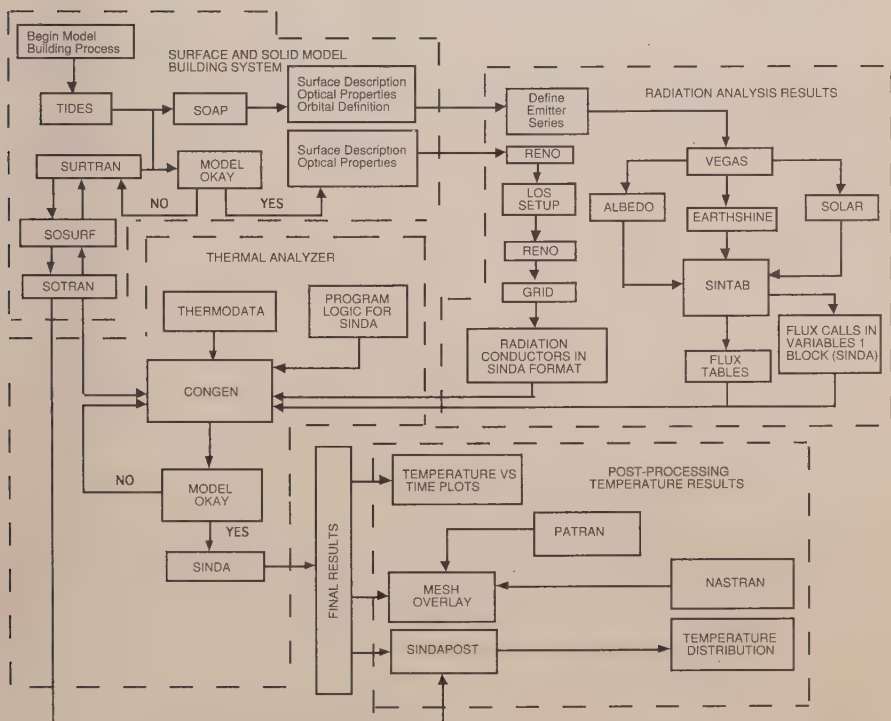 Begin Model
Building Process
SURFACE AND SOLID MODEL
BUILDING SYSTEM
TIDES
SOAP
Surface Description
Optical Properties
Orbital Definition
SURTRAN
MODEL
OKAY
Surface Description
Optical Properties
NO
YES
SOSURF
SOTRAN
RADIATION ANALYSIS RESULTS
Define
Emitter
Series
RENO
LOS
SETUP
RENO
GRID
RADIATION
CONDUCTORS IN
SINDA FORMAT
VEGAS
ALBEDO
EARTHSHINE
SOLAR
SINTAB
FLUX
TABLES
FLUX CALLS IN
VARIABLES 1
BLOCK (SINDA)
THERMAL ANALYZER
THERMODATA
PROGRAM
LOGIC FOR
SINDA
CONGEN
NO
MODEL
OKAY
YES
SINDA
FINAL RESULTS
POST-PROCESSING
TEMPERATURE RESULTS
TEMPERATURE VS
TIME PLOTS
PATRAN
MESH
OVERLAY
NASTRAN
SINDAPOST
TEMPERATURE
DISTRIBUTION